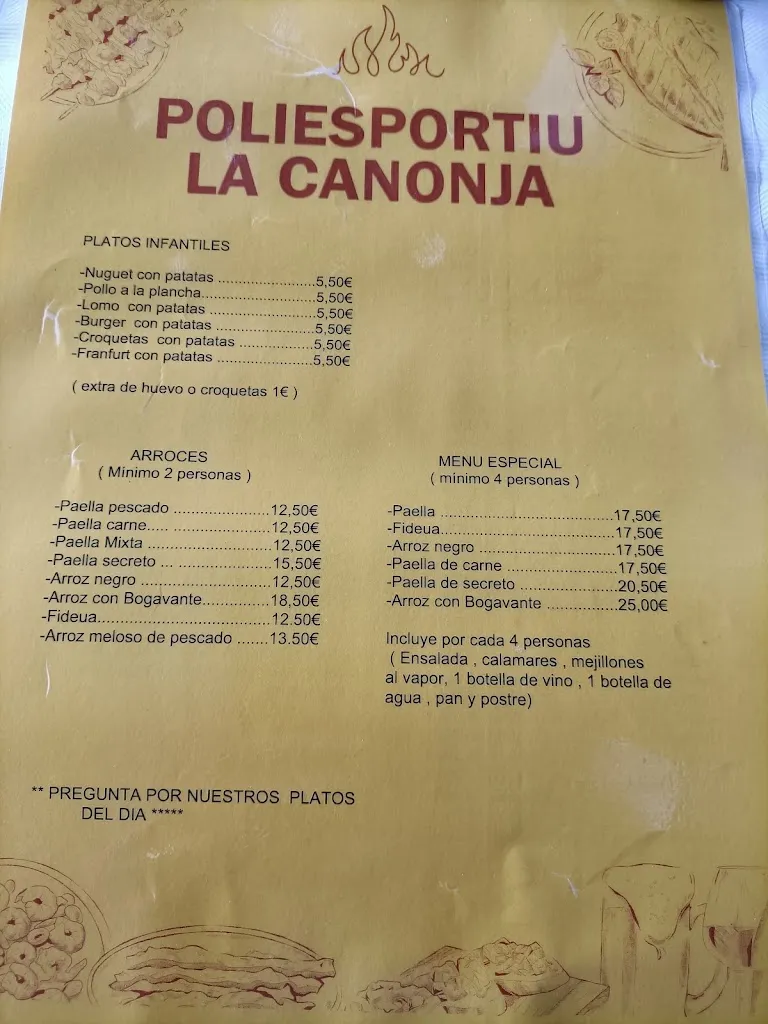 POLIESPORTIU
LA CANONJA
PLATOS INFANTILES
-Nuguet con patatas ........................5,50€
-Pollo a la plancha...........................5,50€
-Lomo con patatas ..........................5,50€
-Burger con patatas ........................5,50€
-Croquetas con patatas ...................5,50€
-Franfurt con patatas .......................5,50€
( extra de huevo o croquetas 1€ )
ARROCES
( Mínimo 2 personas )
-Paella pescado .......................12,50€
-Paella carne..... .......................12,50€
-Paella Mixta .............................12,50€
-Paella secreto ... .....................15,50€
-Arroz negro ..............................12,50€
-Arroz con Bogavante................18,50€
-Fideua.......................................12.50€
-Arroz meloso de pescado .......13.50€
MENU ESPECIAL
( mínimo 4 personas )
-Paella .........................................17,50€
-Fideua.........................................17,50€
-Arroz negro .................................17,50€
-Paella de carne ...........................17,50€
-Paella de secreto ........................20,50€
-Arroz con Bogavante .................25,00€
Incluye por cada 4 personas
( Ensalada , calamares , mejillones
al vapor, 1 botella de vino , 1 botella de
agua , pan y postre)
** PREGUNTA POR NUESTROS PLATOS
DEL DIA *****